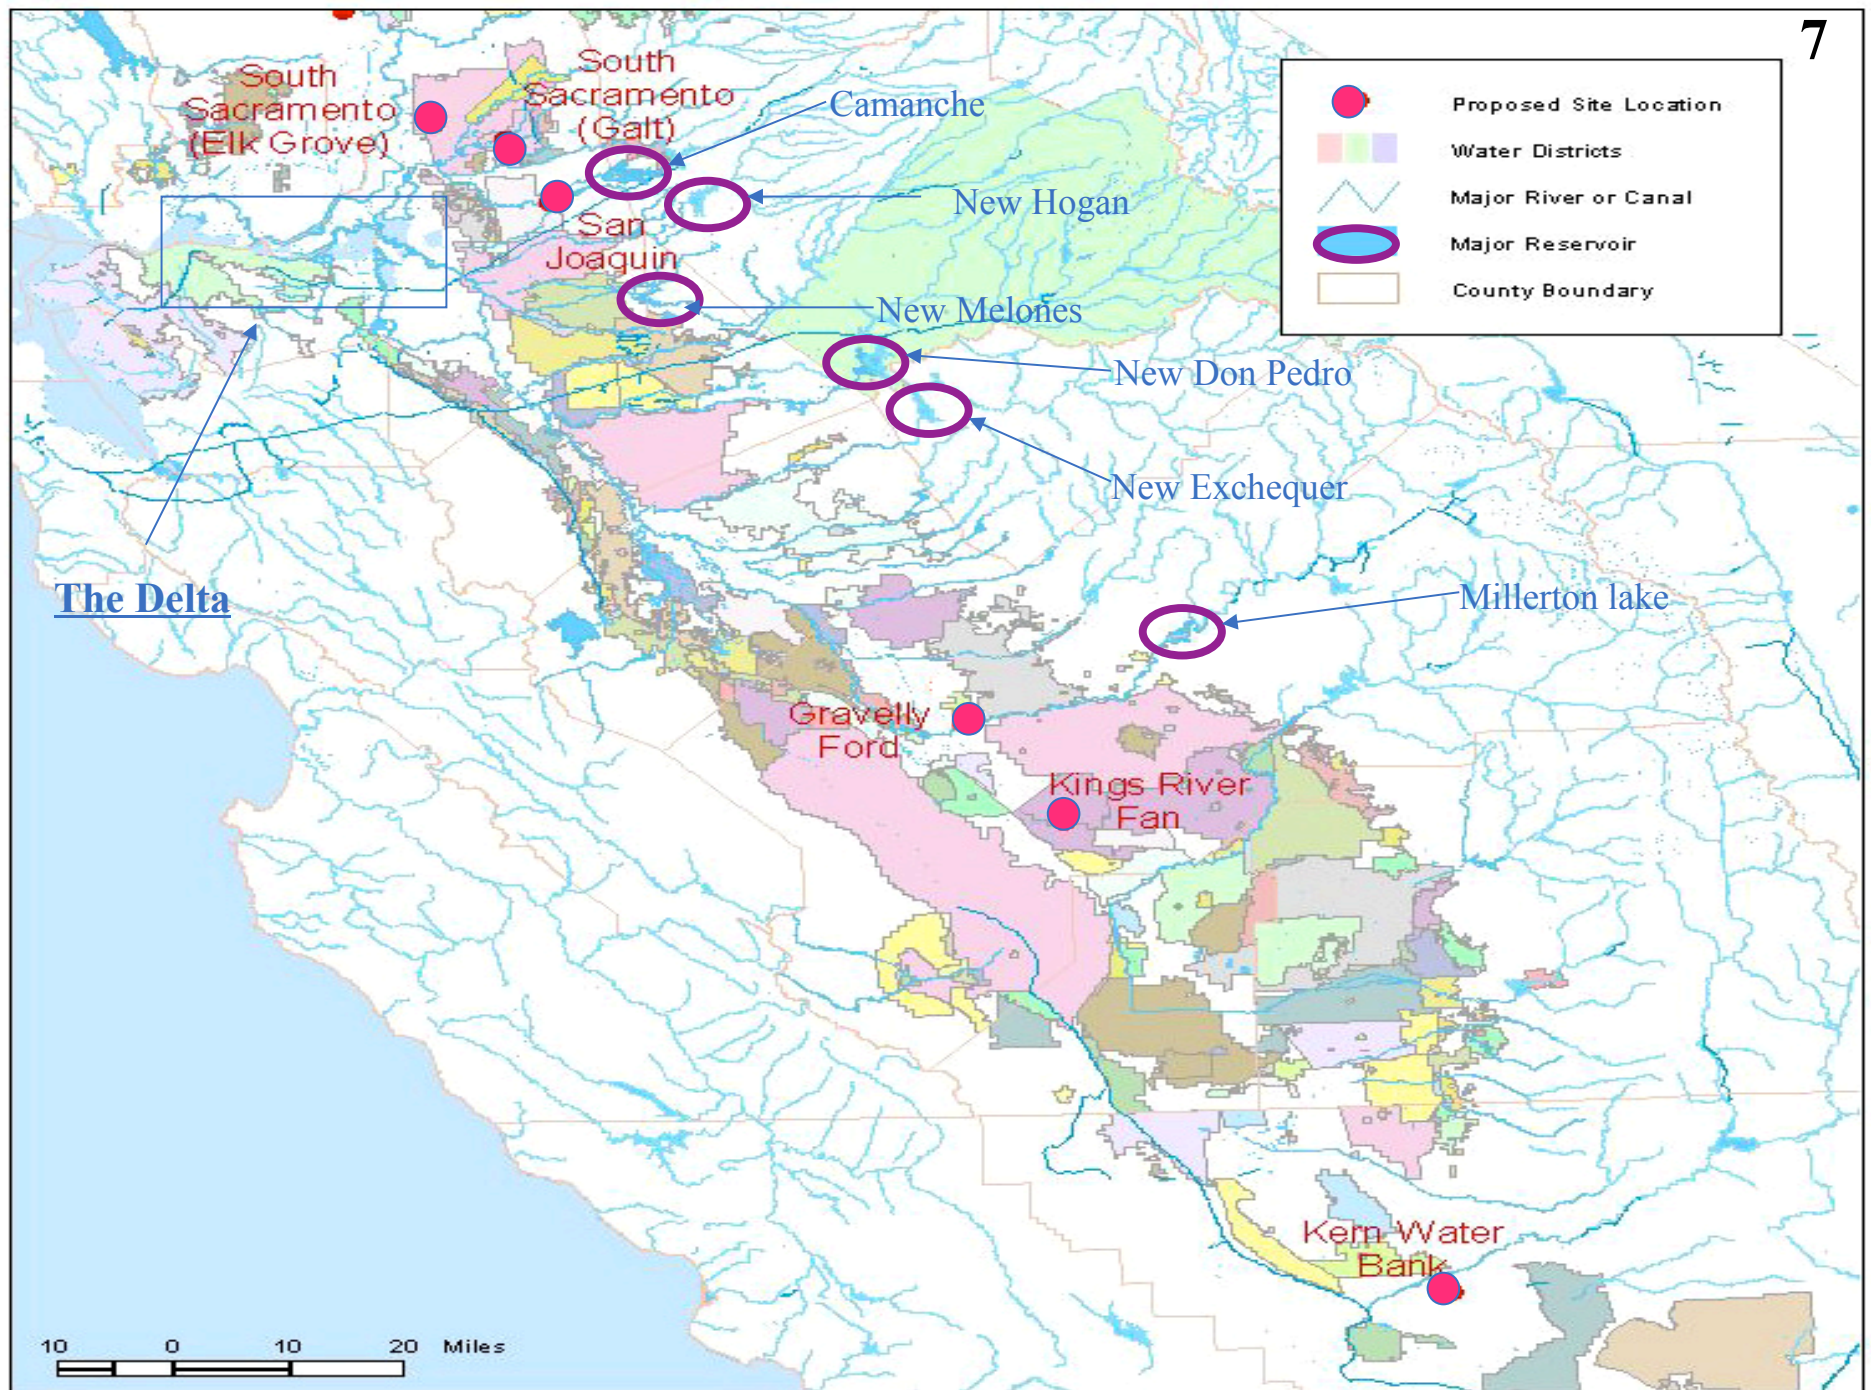 7
South
Sacramento
(Elk Grove)
South
Sacramento
(Galt)
Camanche
New Hogan
San
Joaquin
New Melones
New Don Pedro
New Exchequer
The Delta
Millerton lake
Gravelly
Ford
Kings River
Fan
Kern Water
Bank
Proposed Site Location
Water Districts
Major River or Canal
Major Reservoir
County Boundary
10 0 10 20 Miles